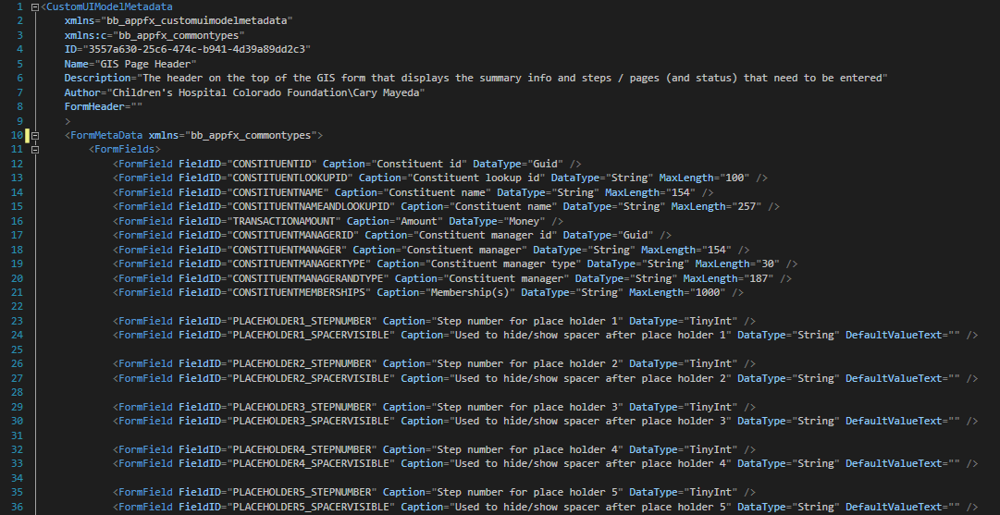 1 <CustomUIModelMetadata
2 xmlns="bb_appfx_customuimodelmetadata"
3 xmlns:c="bb_appfx_commontypes"
4 ID="3557a630-25c6-474c-b941-4d39a89dd2c3"
5 Name="GIS Page Header"
6 Description="The header on the top of the GIS form that displays the summary info and steps / pages (and status) that need to be entered"
7 Author="Children's Hospital Colorado Foundation\Cary Mayeda"
8 FormHeader=""
9 >
10 <FormMetaData xmlns="bb_appfx_commontypes">
11 <FormFields>
12 <FormField FieldID="CONSTITUENTID" Caption="Constituent id" DataType="Guid" />
13 <FormField FieldID="CONSTITUENTLOOKUPID" Caption="Constituent lookup id" DataType="String" MaxLength="100" />
14 <FormField FieldID="CONSTITUENTNAME" Caption="Constituent name" DataType="String" MaxLength="154" />
15 <FormField FieldID="CONSTITUENTNAMEANDLOOKUPID" Caption="Constituent name" DataType="String" MaxLength="257" />
16 <FormField FieldID="TRANSACTIONAMOUNT" Caption="Amount" DataType="Money" />
17 <FormField FieldID="CONSTITUENTMANAGERID" Caption="Constituent manager id" DataType="Guid" />
18 <FormField FieldID="CONSTITUENTMANAGER" Caption="Constituent manager" DataType="String" MaxLength="154" />
19 <FormField FieldID="CONSTITUENTMANAGERTYPE" Caption="Constituent manager type" DataType="String" MaxLength="30" />
20 <FormField FieldID="CONSTITUENTMANAGERANDTYPE" Caption="Constituent manager" DataType="String" MaxLength="187" />
21 <FormField FieldID="CONSTITUENTMEMBERSHIPS" Caption="Membership(s)" DataType="String" MaxLength="1000" />
22
23 <FormField FieldID="PLACEHOLDER1_STEPNUMBER" Caption="Step number for place holder 1" DataType="TinyInt" />
24 <FormField FieldID="PLACEHOLDER1_SPACERVISIBLE" Caption="Used to hide/show spacer after place holder 1" DataType="String" DefaultValueText="" />
25
26 <FormField FieldID="PLACEHOLDER2_STEPNUMBER" Caption="Step number for place holder 2" DataType="TinyInt" />
27 <FormField FieldID="PLACEHOLDER2_SPACERVISIBLE" Caption="Used to hide/show spacer after place holder 2" DataType="String" DefaultValueText="" />
28
29 <FormField FieldID="PLACEHOLDER3_STEPNUMBER" Caption="Step number for place holder 3" DataType="TinyInt" />
30 <FormField FieldID="PLACEHOLDER3_SPACERVISIBLE" Caption="Used to hide/show spacer after place holder 3" DataType="String" DefaultValueText="" />
31
32 <FormField FieldID="PLACEHOLDER4_STEPNUMBER" Caption="Step number for place holder 4" DataType="TinyInt" />
33 <FormField FieldID="PLACEHOLDER4_SPACERVISIBLE" Caption="Used to hide/show spacer after place holder 4" DataType="String" DefaultValueText="" />
34
35 <FormField FieldID="PLACEHOLDER5_STEPNUMBER" Caption="Step number for place holder 5" DataType="TinyInt" />
36 <FormField FieldID="PLACEHOLDER5_SPACERVISIBLE" Caption="Used to hide/show spacer after place holder 5" DataType="String" DefaultValueText="" />